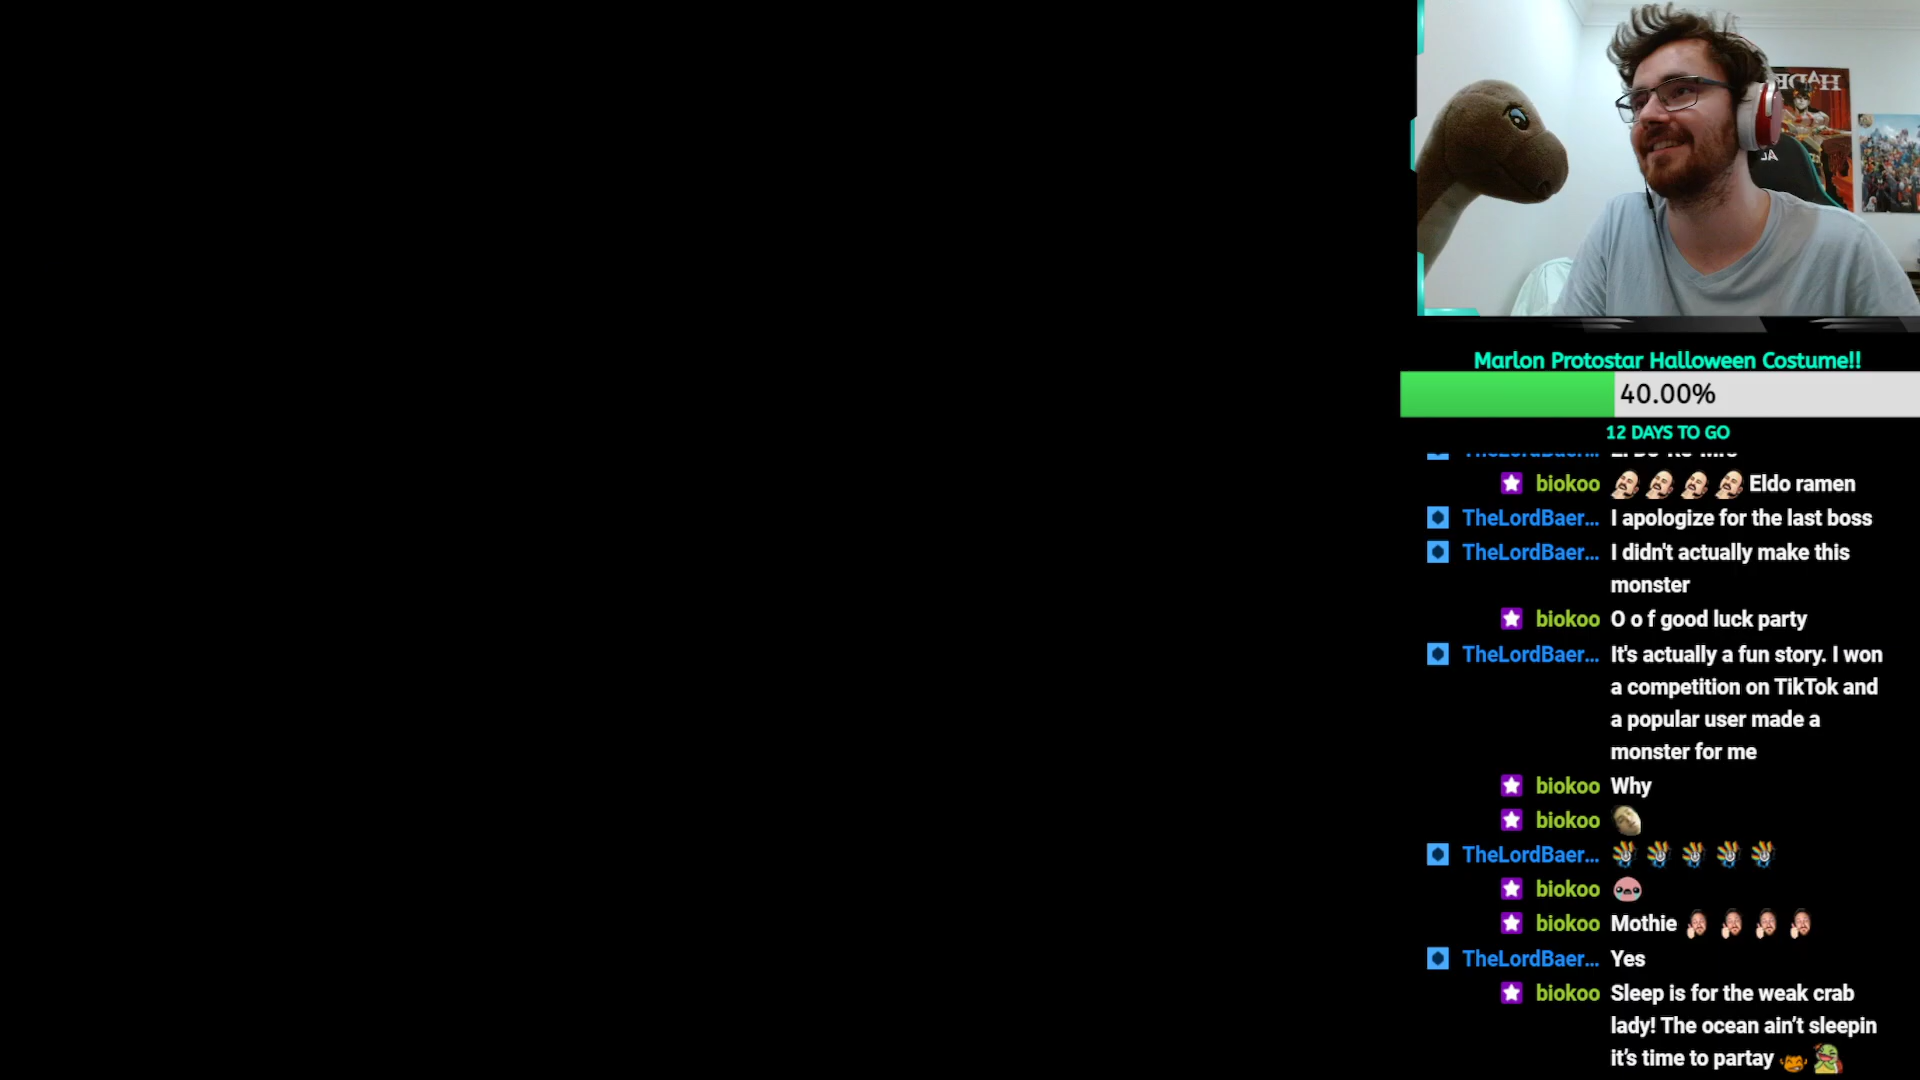 HADES
AL
Marlon Protostar Halloween Costume!!
40.00%
12 DAYS TO GO
biokoo Eldo ramen
TheLordBaer... I apologize for the last boss
TheLordBaer... I didn't actually make this
monster
biokoo O o f good luck party
TheLordBaer... It's actually a fun story. I won
a competition on TikTok and
a popular user made a
monster for me
biokoo Why
biokoo
TheLordBaer...
biokoo
biokoo Mothie
TheLordBaer... Yes
biokoo Sleep is for the weak crab
lady! The ocean ain’t sleepin
it’s time to partay